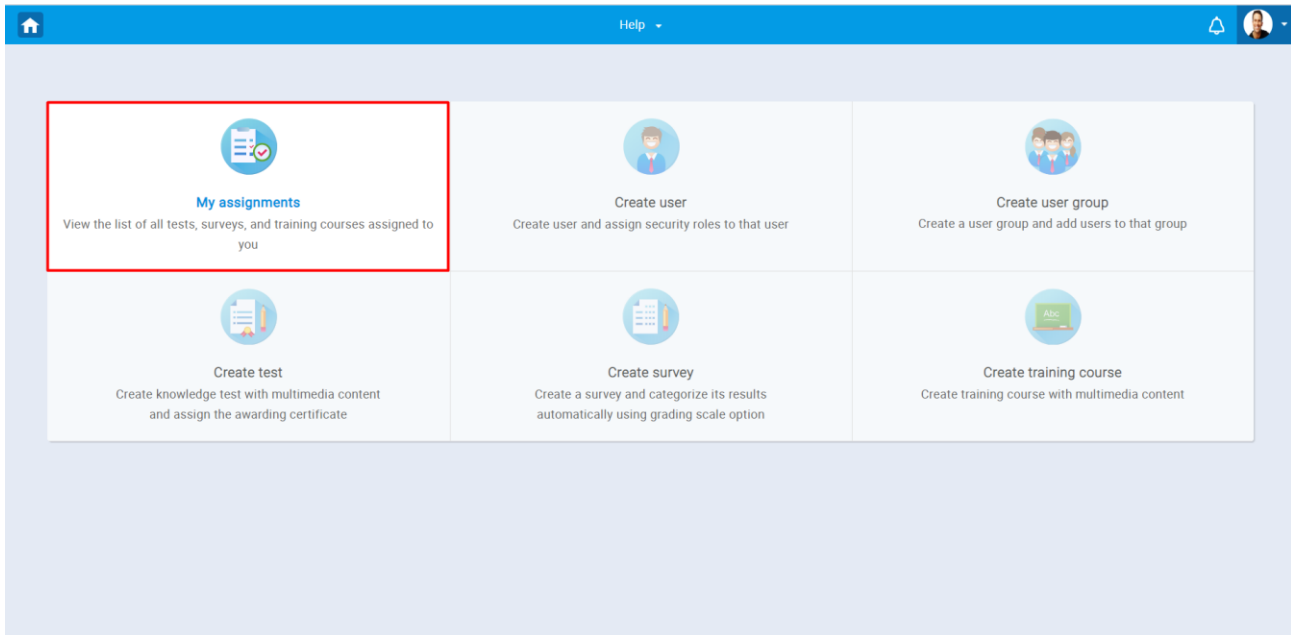 Help
My assignments
View the list of all tests, surveys, and training courses assigned to
you
Create user
Create user and assign security roles to that user
Create user group
Create a user group and add users to that group
Create test
Create knowledge test with multimedia content
and assign the awarding certificate
Create survey
Create a survey and categorize its results
automatically using grading scale option
Abc
Create training course
Create training course with multimedia content